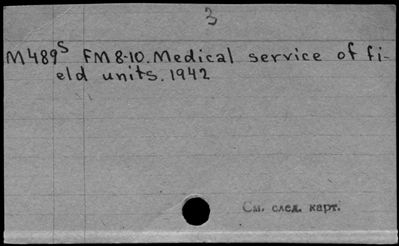 3
M489ˢ FM 8-10. Medical service of fi-
eld units. 1942
См. след. карт.